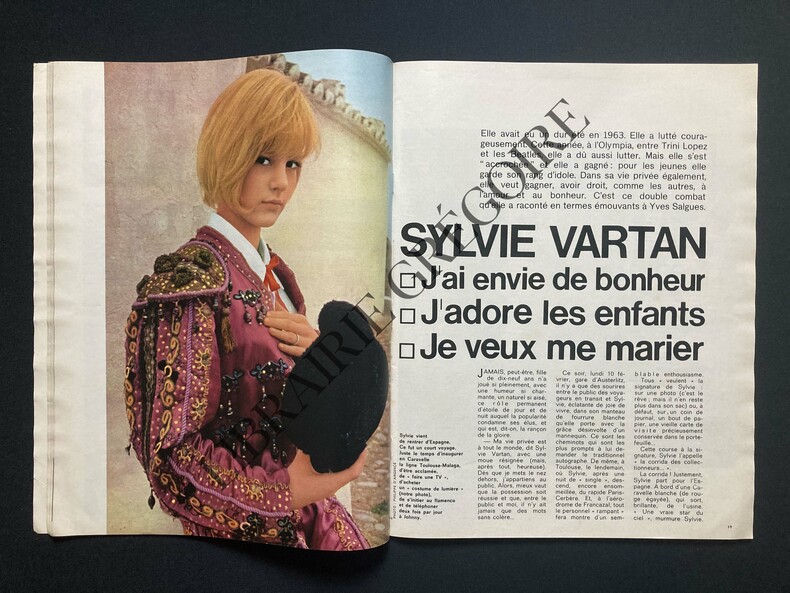 Elle avait eu un dur été en 1963. Elle a lutté coura-
geusement. Cette année, à l'Olympia, entre Trini Lopez
et les Beatles, elle a dû aussi lutter. Mais elle s'est
"accrochée" et elle a gagné : pour les jeunes elle
garde son rang d'idole. Dans sa vie privée également,
elle veut gagner, avoir droit, comme les autres, à
l'amour et au bonheur. C'est ce double combat
qu'elle a raconté en termes émouvants à Yves Salgues.
SYLVIE VARTAN
□ J'ai envie de bonheur
□ J'adore les enfants
□ Je veux me marier
Sylvie vient
de rentrer d'Espagne.
Ce fut un court voyage.
Juste le temps d'inaugurer
en Caravelle
la ligne Toulouse-Malaga,
d'être acclamée,
de « faire une TV »,
d'acheter
un « costume de lumière »
(notre photo),
de s'initier au flamenco
et de téléphoner
deux fois par jour
à Johnny.
JAMAIS, peut-être, fille
de dix-neuf ans n'a
joué si pleinement, avec
une humeur si char-
mante, un naturel si aisé,
ce rôle permanent
d'étoile de jour et de
nuit auquel la popularité
condamne ses élus, et
qui est, dit-on, la rançon
de la gloire.
— Ma vie privée est
à tout le monde, dit Syl-
vie Vartan, avec une
moue résignée (mais,
après tout, heureuse).
Dès que je mets le nez
dehors, j'appartiens au
public. Alors, mieux vaut
que la possession soit
réussie et que, entre le
public et moi, il n'y ait
jamais que des mots
sans colère.
Ce soir, lundi 10 fé-
vrier, gare d'Austerlitz,
il n'y a que des sourires
entre le public des voya-
geurs en transit et Syl-
vie, éclatante de joie de
vivre, dans son manteau
de fourrure blanche
qu'elle porte avec la
grâce désinvolte d'un
mannequin. Ce sont les
cheminots qui sont les
plus prompts à lui de-
mander le traditionnel
autographe. De même, à
Toulouse, le lendemain,
où Sylvie, après une
nuit de « single », des-
cend, encore ensom-
meillée, du rapide Paris-
Cerbère. Et, à l'aéro-
drome de Francazal, tout
le personnel « rampant »
fera montre d'un sem-
blable enthousiasme.
Tous « veulent » la
signature de Sylvie :
sur une photo (c'est le
rêve ; mais il n'en reste
plus dans son sac) ou, à
défaut, sur un coin de
journal, un bout de pa-
pier, une vieille carte de
visite précieusement
conservée dans le porte-
feuille...
Cette course à la si-
gnature, Sylvie l'appelle
« la corrida des collec-
tionneurs... ».
La corrida ! Justement,
Sylvie part pour l'Es-
pagne. A bord d'une Ca-
ravelle blanche (de rou-
ge égayée), qui sort,
brillante, de l'usine.
« Une vraie star du
ciel », murmure Sylvie.
LIBRAIRIE GRÉGOIRE